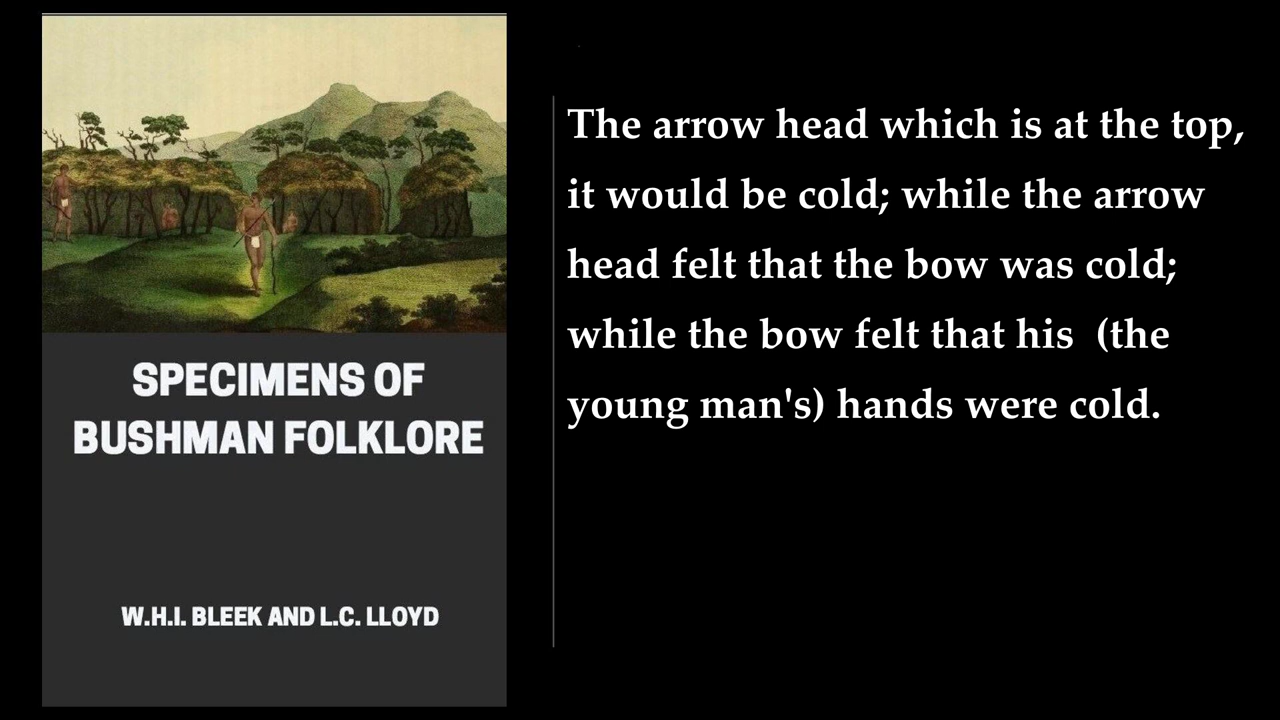 SPECIMENS OF
BUSHMAN FOLKLORE
W.H.I. BLEEK AND L.C. LLOYD
The arrow head which is at the top,
it would be cold; while the arrow
head felt that the bow was cold;
while the bow felt that his  (the
young man's) hands were cold.